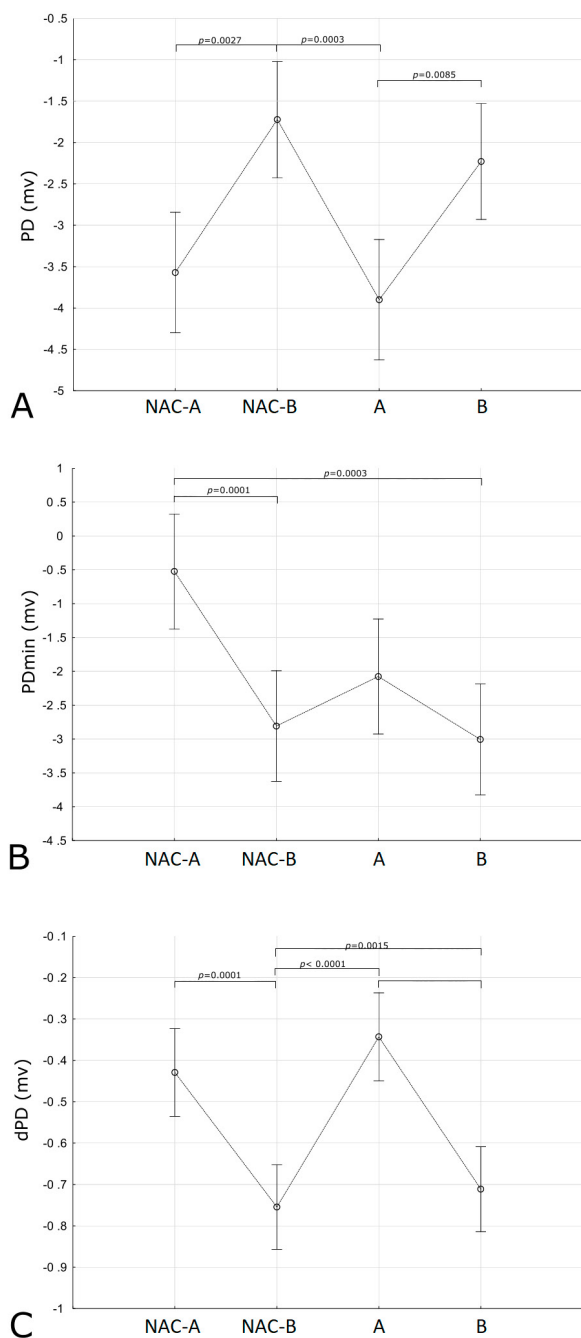 -0.5
p=0.0027 p=0.0003
-1
p=0.0085
-1.5
-2
-2.5
PD (mv)
-3
-3.5
-4
-4.5
-5
A
NAC-A NAC-B A B
1
p=0.0003
0.5
p=0.0001
0
-0.5
-1
PDmin (mv)
-1.5
-2
-2.5
-3
-3.5
-4
-4.5
B
NAC-A NAC-B A B
-0.1
p=0.0015
-0.2
p=0.0001 p< 0.0001
-0.3
-0.4
dPD (mv)
-0.5
-0.6
-0.7
-0.8
-0.9
-1
C
NAC-A NAC-B A B